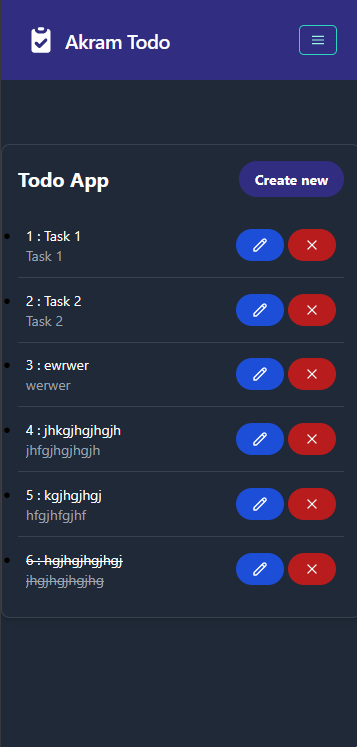 Akram Todo
Todo App
Create new
1 : Task 1
Task 1
2 : Task 2
Task 2
3 : ewrwer
werwer
4 : jhkgjhgjhgjh
jhfgjhgjhgjh
5 : kgjhgjhgj
hfgjhfgjhf
6 : hgjhgjhgjhgj
jhgjhgjhgjhg